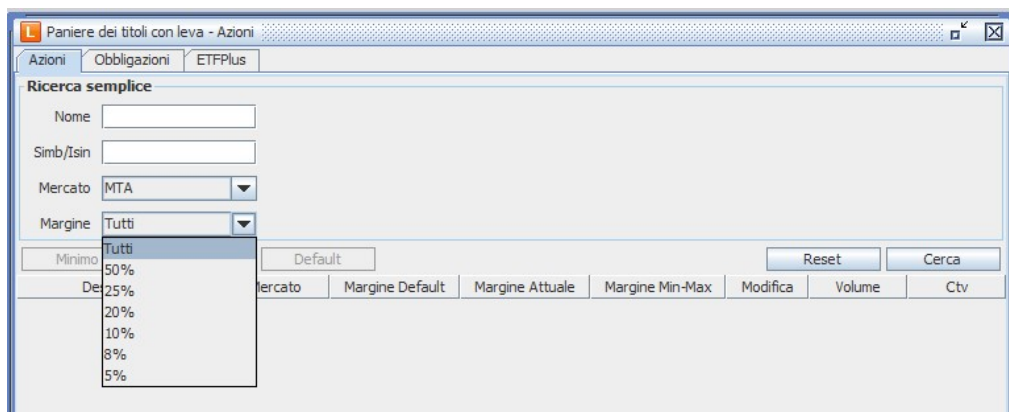 L Paniere dei titoli con leva - Azioni
Azioni Obbligazioni ETFPlus
Ricerca semplice
Nome
Simb/Isin
Mercato MTA
Margine Tutti
Tutti
50%
25%
20%
10%
8%
5%
Minimo Default Reset Cerca
Margine Default Margine Attuale Margine Min-Max Modifica Volume Ctv